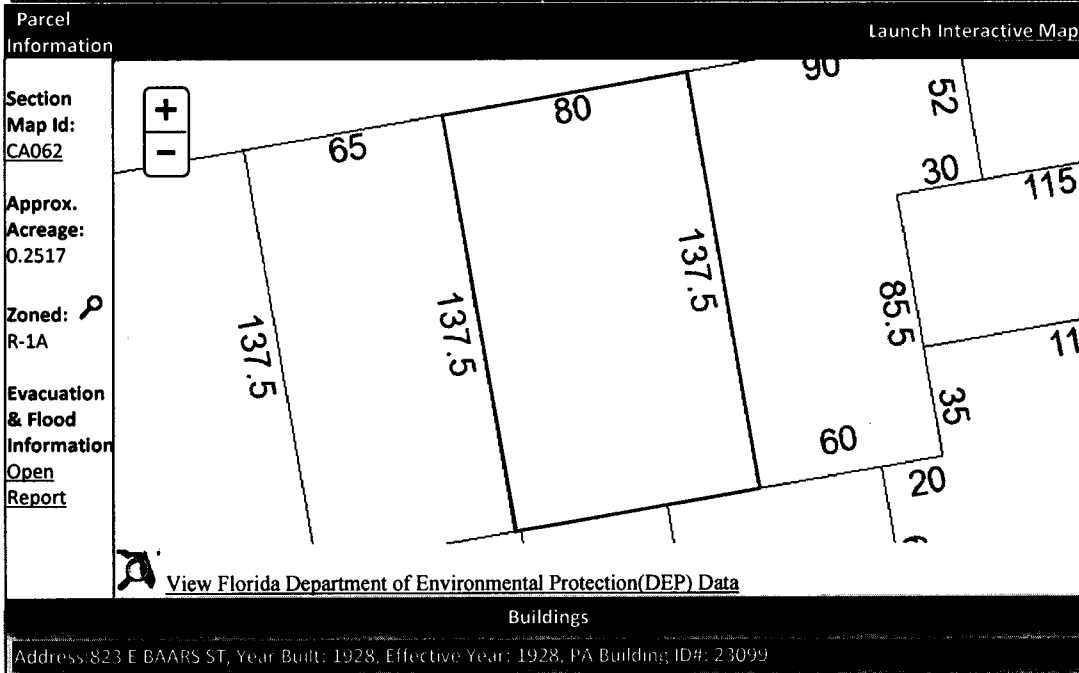 Parcel
Information
Launch Interactive Map
Section
Map Id:
CA062
Approx.
Acreage:
0.2517
Zoned:
R-1A
Evacuation
& Flood
Information
Open
Report
+
−
65
80
90
52
30
115
137.5
137.5
137.5
85.5
11
35
60
20
View Florida Department of Environmental Protection(DEP) Data
Buildings
Address:823 E BAARS ST, Year Built: 1928, Effective Year: 1928, PA Building ID#: 23099